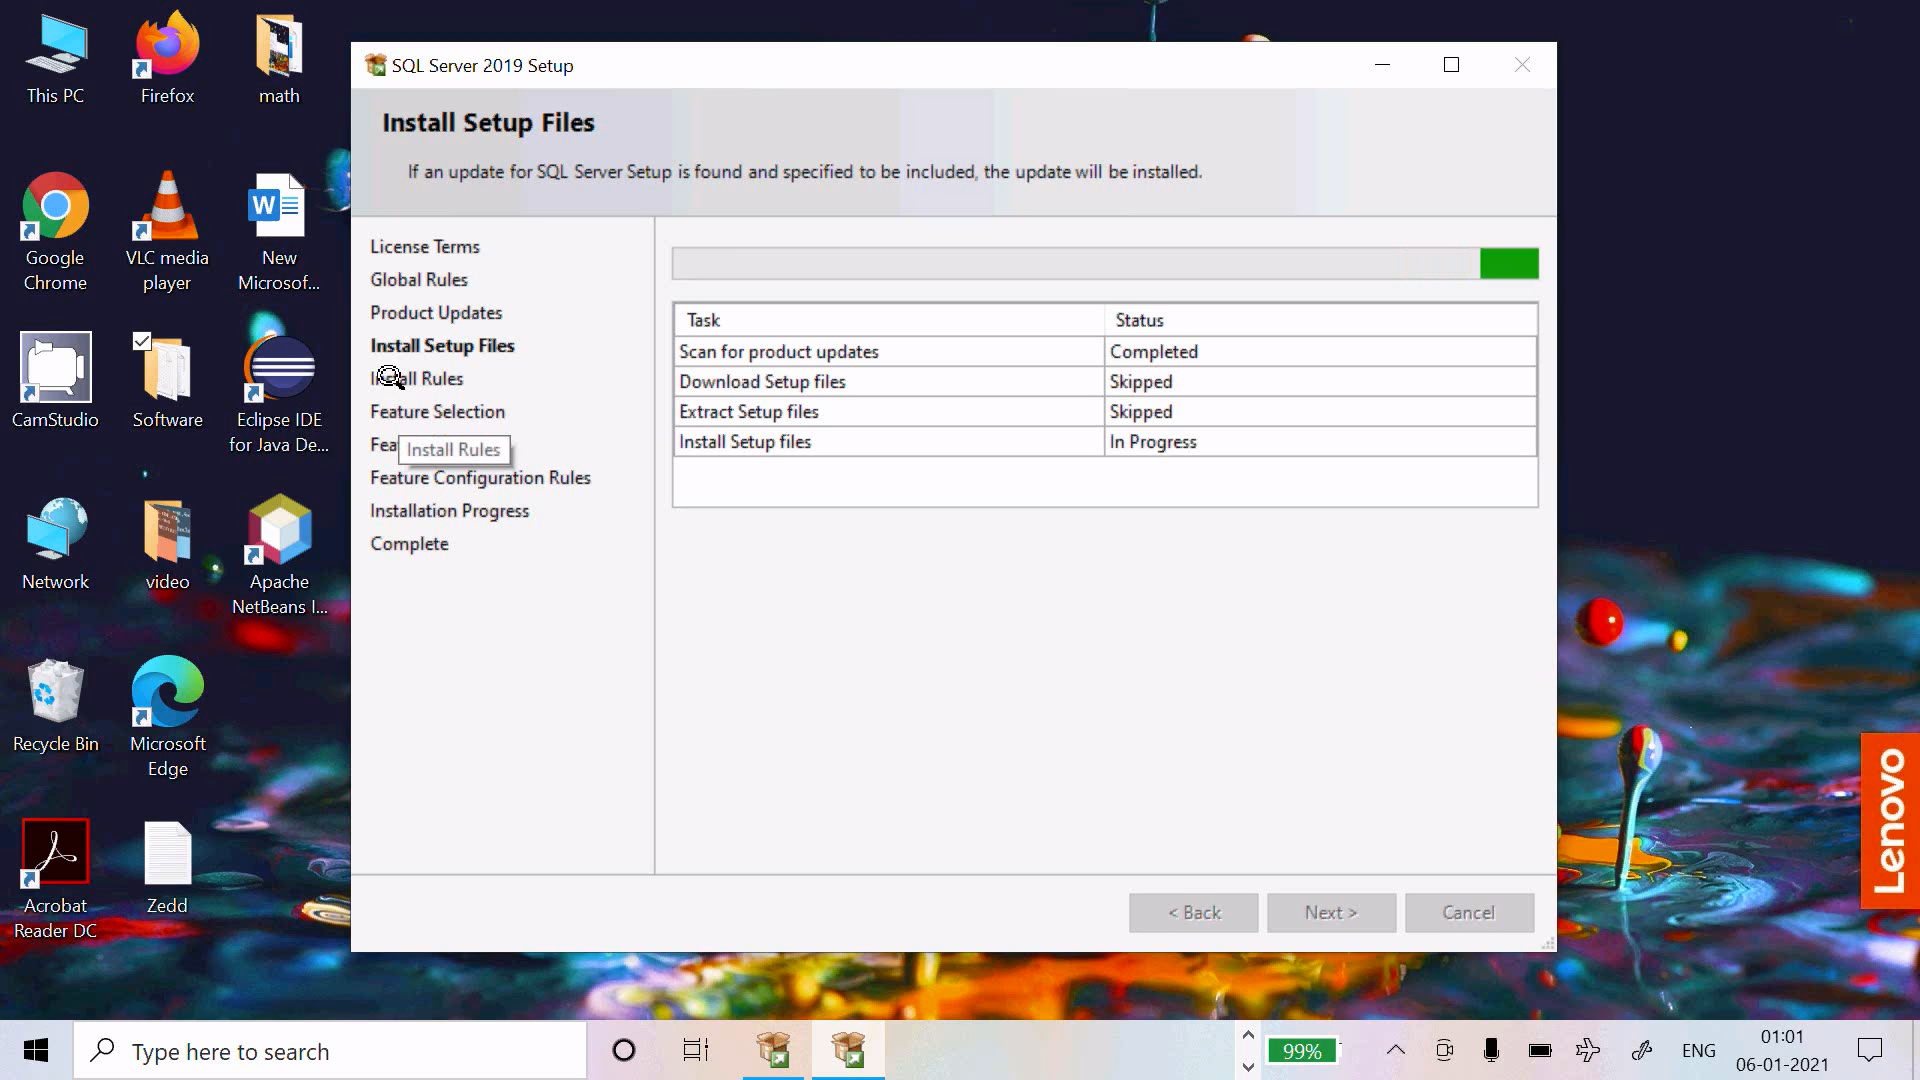 This PC
Firefox
math
Google
Chrome
VLC media
player
New
Microsof...
CamStudio
Software
Eclipse IDE
for Java De...
Network
video
Apache
NetBeans I...
Recycle Bin
Microsoft
Edge
Acrobat
Reader DC
Zedd
SQL Server 2019 Setup
Install Setup Files
If an update for SQL Server Setup is found and specified to be included, the update will be installed.
License Terms
Global Rules
Product Updates
Install Setup Files
Install Rules
Feature Selection
Fea
Install Rules
Feature Configuration Rules
Installation Progress
Complete
Task Status
Scan for product updates Completed
Download Setup files Skipped
Extract Setup files Skipped
Install Setup files In Progress
< Back Next > Cancel
Lenovo
Type here to search
99%
ENG
01:01
06-01-2021